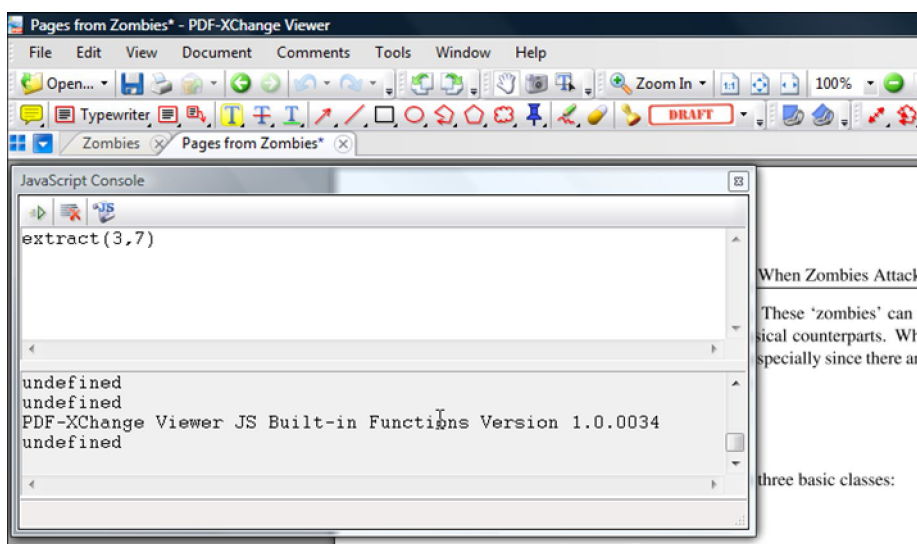 Pages from Zombies* - PDF-XChange Viewer
File Edit View Document Comments Tools Window Help
Open... Zoom In 1:1 100%
Typewriter T T T DRAFT
Zombies Pages from Zombies*
JavaScript Console
JS
extract(3,7)
When Zombies Attack
These 'zombies' can
sical counterparts. Wh
specially since there ar
undefined
undefined
PDF-XChange Viewer JS Built-in Functions Version 1.0.0034
undefined
three basic classes: